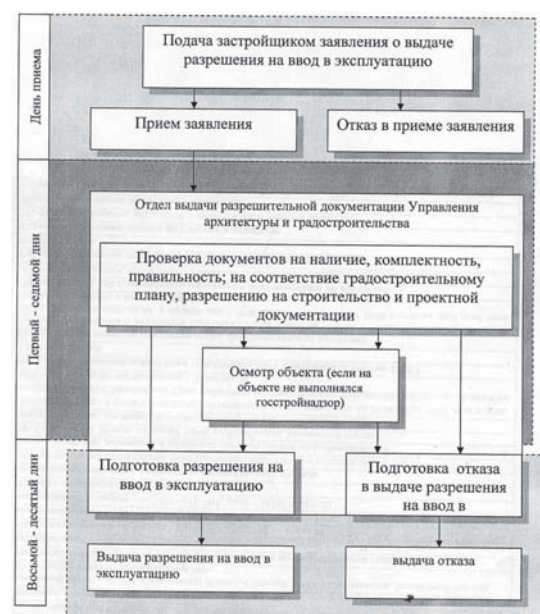 День приема
Подача застройщиком заявления о выдаче
разрешения на ввод в эксплуатацию
Прием заявления
Отказ в приеме заявления
Первый - седьмой дни
Отдел выдачи разрешительной документации Управления
архитектуры и градостроительства
Проверка документов на наличие, комплектность,
правильность; на соответствие градостроительному
плану, разрешению на строительство и проектной
документации
Осмотр объекта (если на
объекте не выполнялся
госстройнадзор)
Восьмой - десятый дни
Подготовка разрешения на
ввод в эксплуатацию
Подготовка отказа
в выдаче разрешения
на ввод в
Выдача разрешения на ввод в
эксплуатацию
выдача отказа